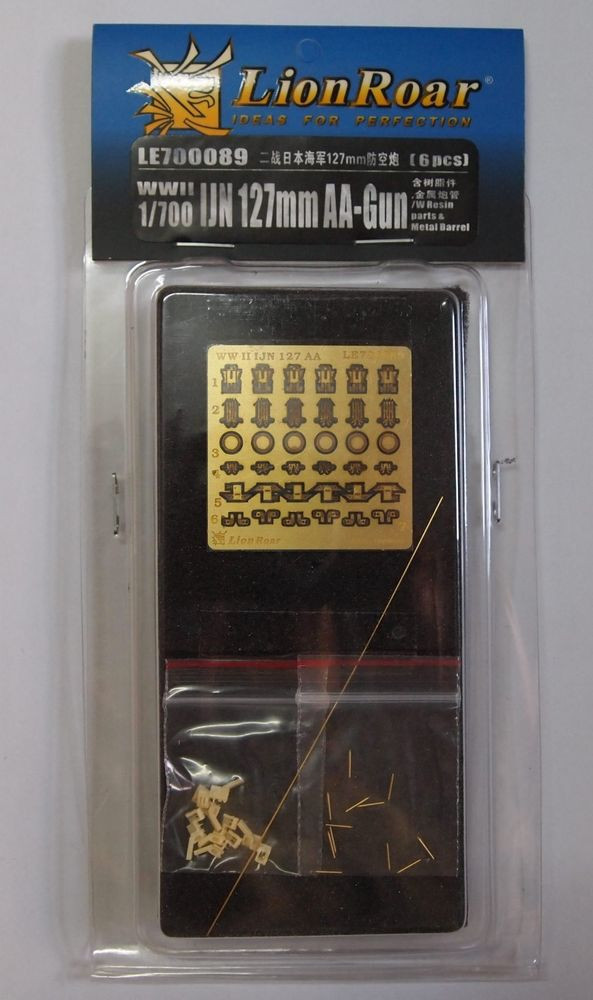 LionRoar®
IDEAS FOR PERFECTION
LE700089 二战日本海军127mm防空炮 (6pcs)
WWII
1/700 IJN 127mm AA-Gun
含树脂件
,金属炮管
/W Resin
parts &
Metal Barrel
WW II IJN 127 AA
1
2
3
4
5
6
LionRoar